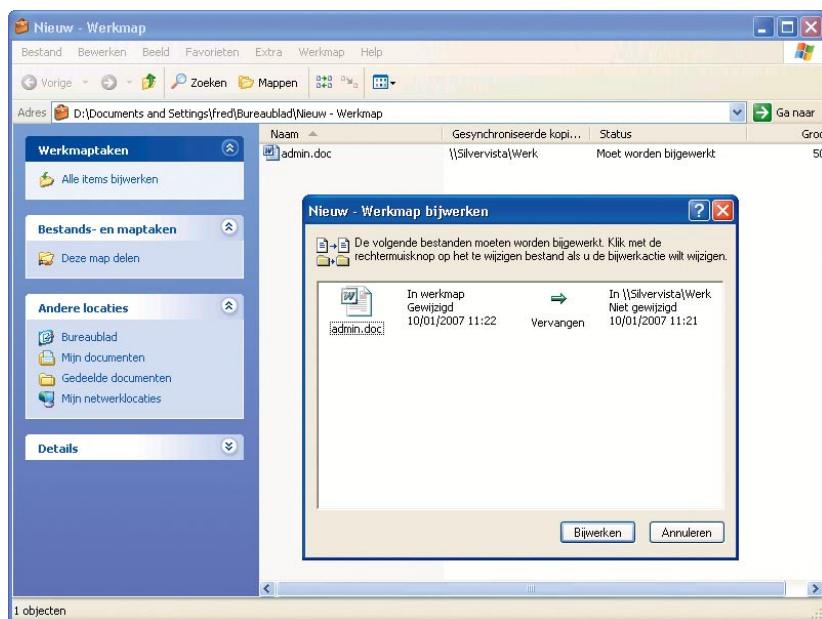 Nieuw - Werkmap
Bestand Bewerken Beeld Favorieten Extra Werkmap Help
Vorige Zoeken Mappen
Adres D:\Documents and Settings\fred\Bureaublad\Nieuw - Werkmap Ga naar
Naam Gesynchroniseerde kopi... Status Groo
admin.doc \\Silvervista\Werk Moet worden bijgewerkt 50
Werkmaptaken
Alle items bijwerken
Bestands- en maptaken
Deze map delen
Andere locaties
Bureaublad
Mijn documenten
Gedeelde documenten
Mijn netwerklocaties
Details
Nieuw - Werkmap bijwerken
De volgende bestanden moeten worden bijgewerkt. Klik met de
rechtermuisknop op het te wijzigen bestand als u de bijwerkactie wilt wijzigen.
admin.doc
In werkmap
Gewijzigd
10/01/2007 11:22
Vervangen
In \\Silvervista\Werk
Niet gewijzigd
10/01/2007 11:21
Bijwerken Annuleren
1 objecten